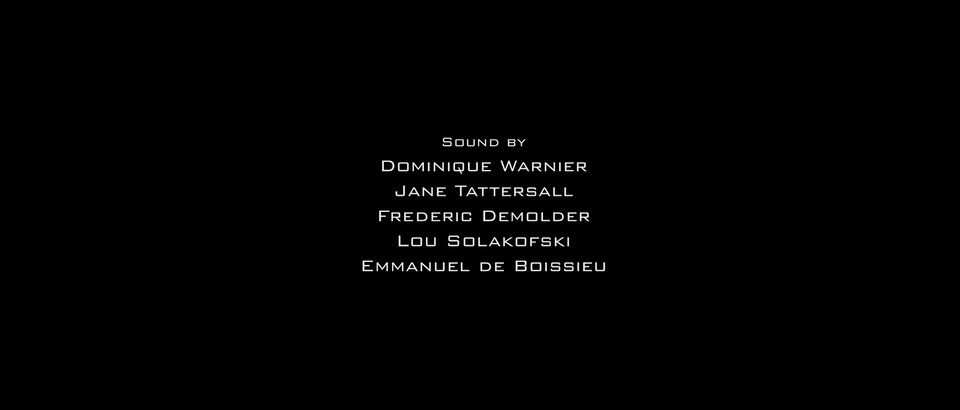 Sound by
Dominique Warnier
Jane Tattersall
Frederic Demolder
Lou Solakofski
Emmanuel de Boissieu